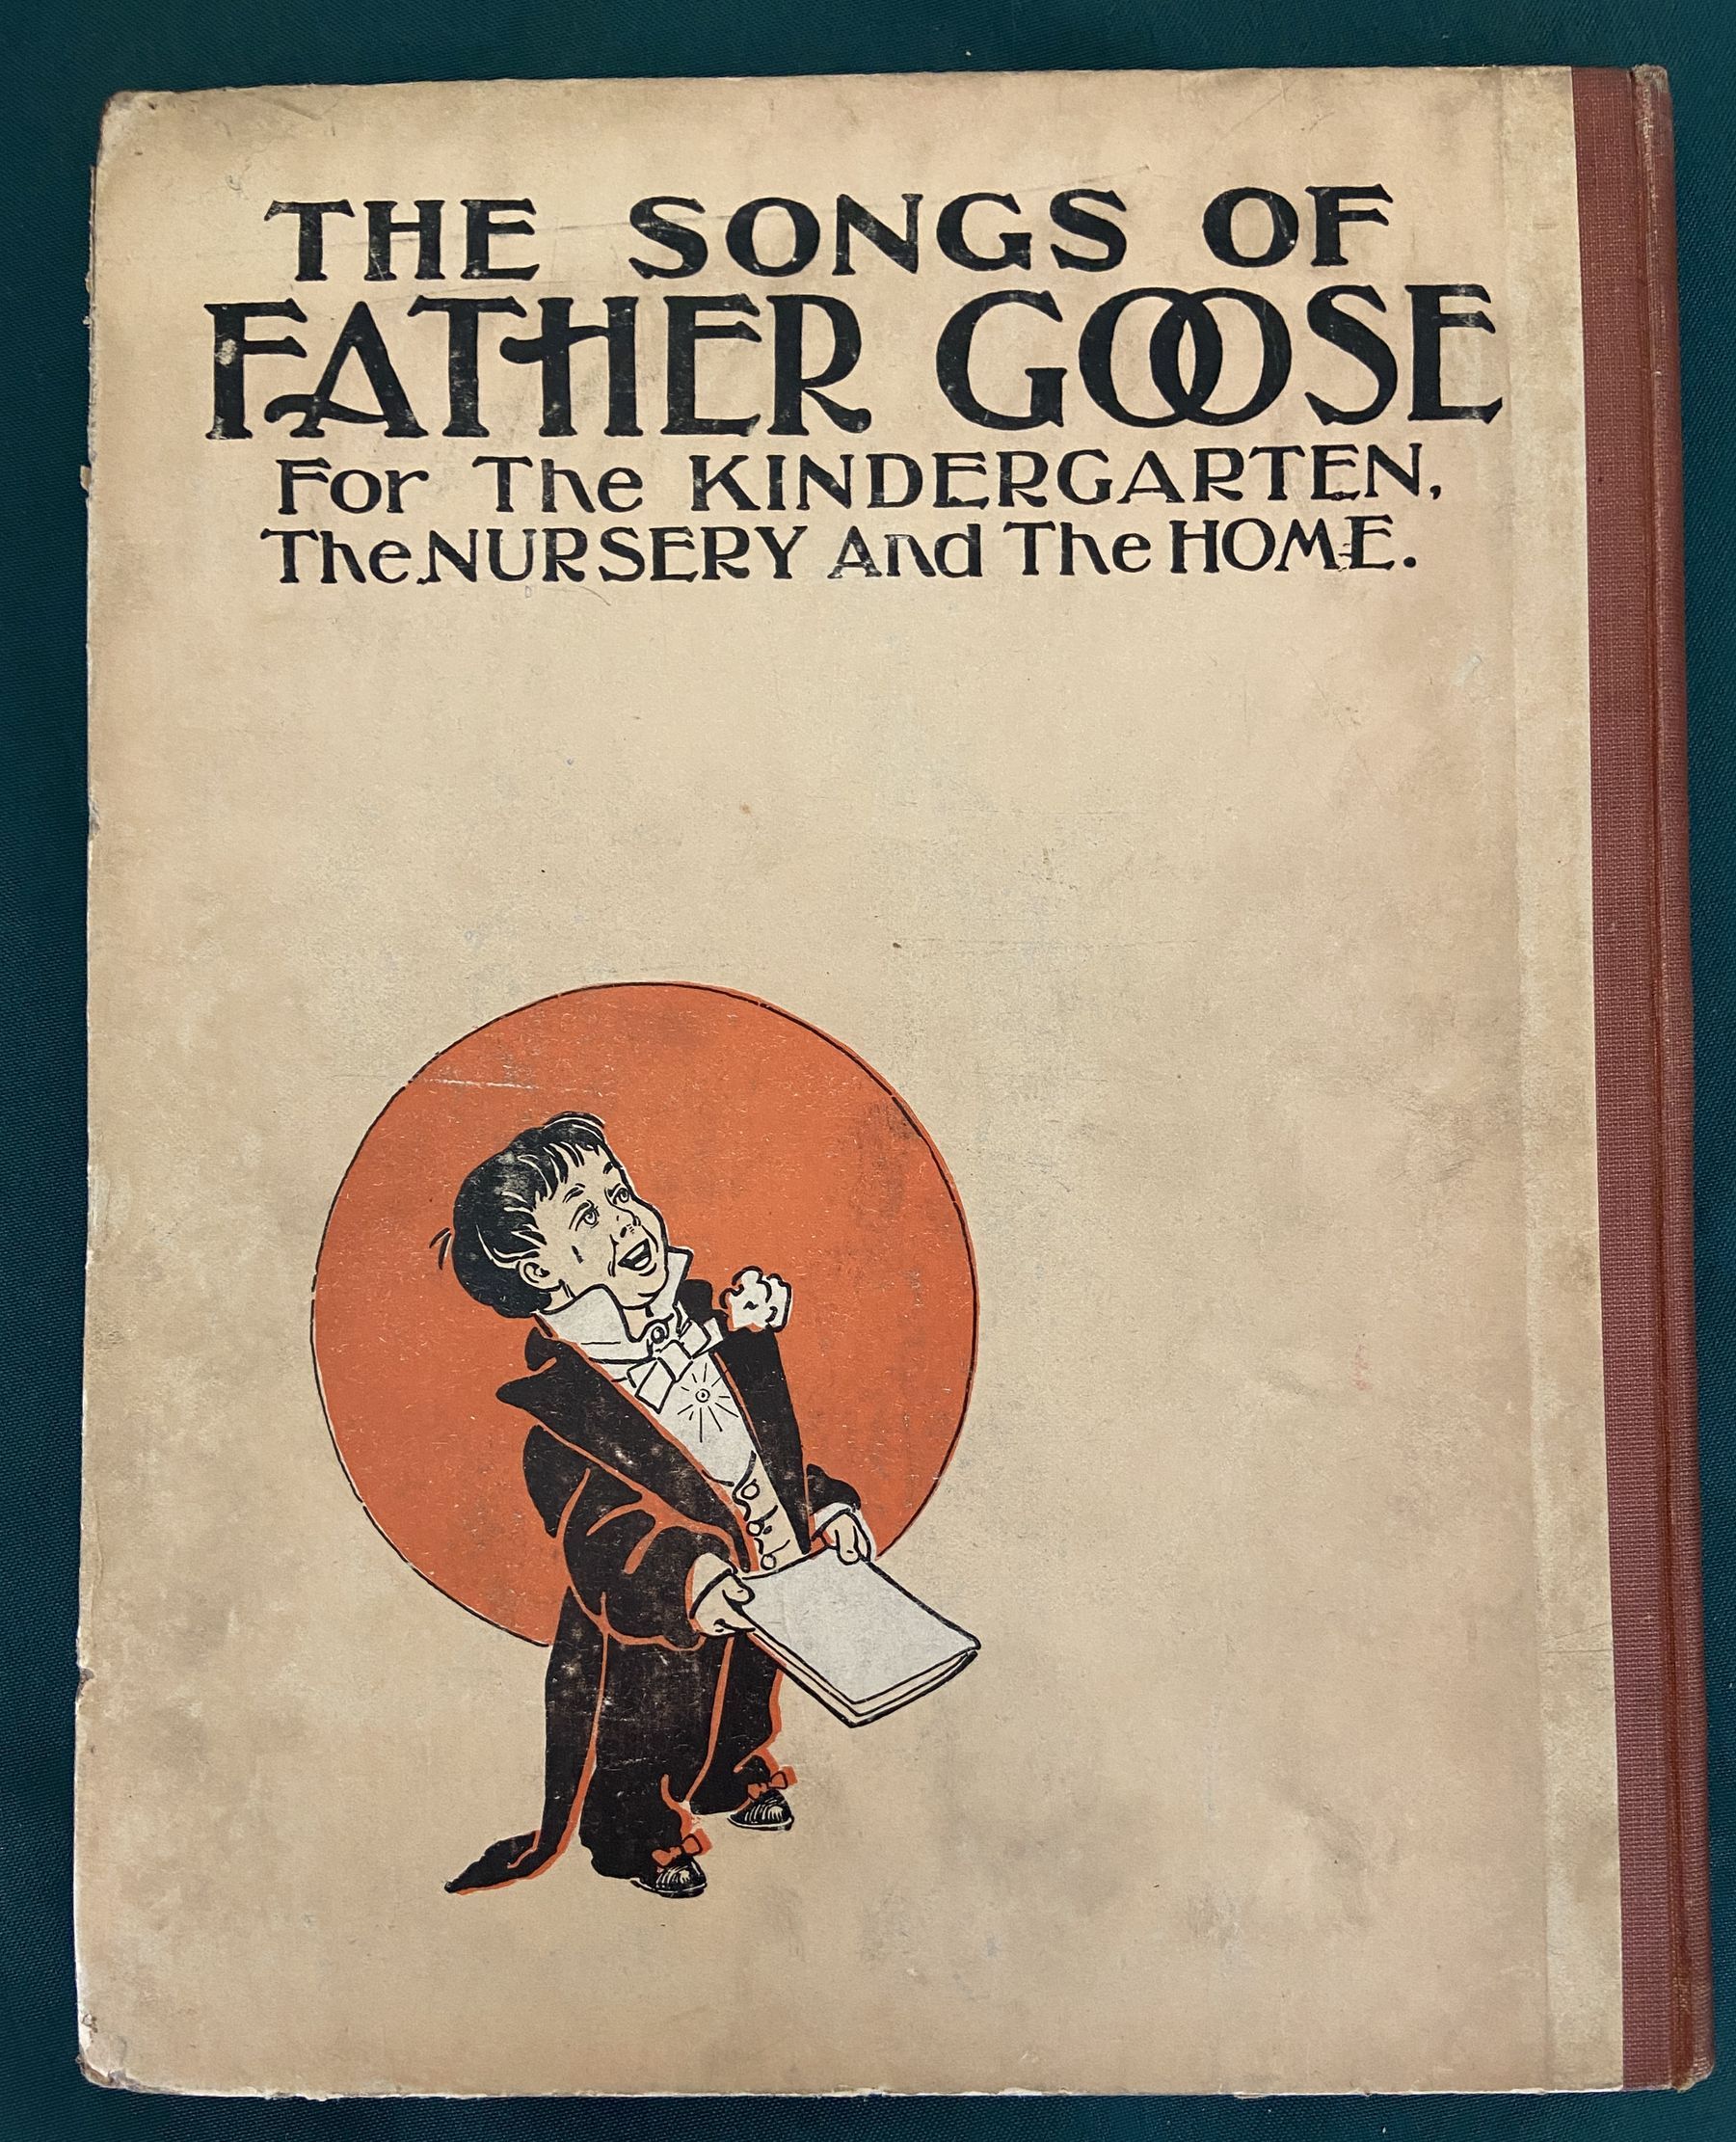 THE SONGS OF
FATHER GOOSE
For The KINDERGARTEN,
The NURSERY And The HOME.